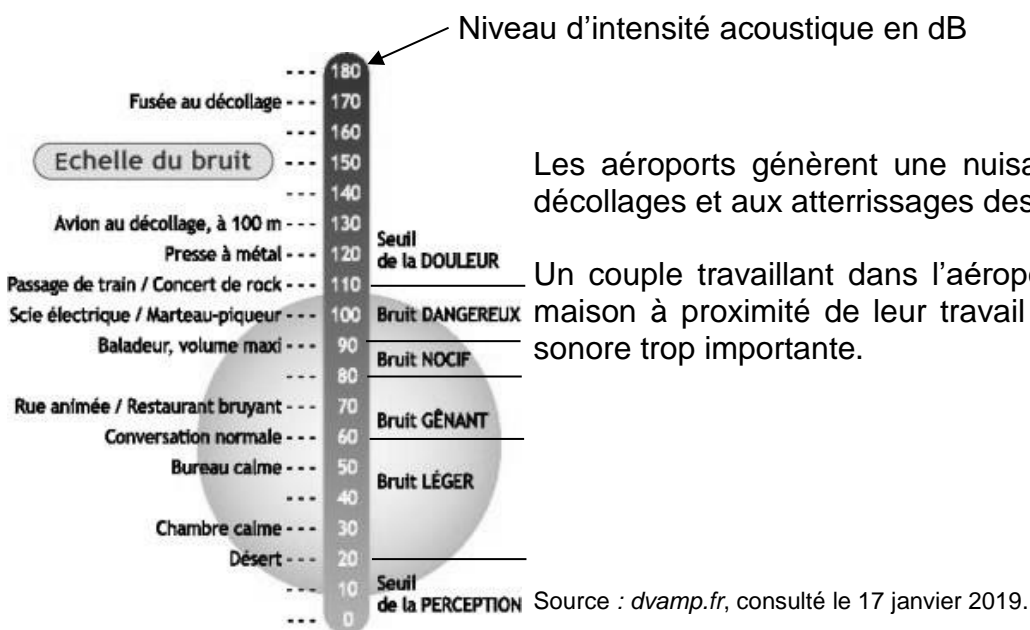 Niveau d’intensité acoustique en dB
- - - 180
Fusée au décollage - - - 170
- - - 160
Echelle du bruit - - - 150
- - - 140
Avion au décollage, à 100 m - - - 130
Presse à métal - - - 120
Seuil
de la DOULEUR
Passage de train / Concert de rock - - - 110
Scie électrique / Marteau-piqueur - - - 100 Bruit DANGEREUX
Baladeur, volume maxi - - - 90
Bruit NOCIF
- - - 80
Rue animée / Restaurant bruyant - - - 70
Bruit GÊNANT
Conversation normale - - - 60
Bureau calme - - - 50
Bruit LÉGER
- - - 40
Chambre calme - - - 30
Désert - - - 20
- - - 10
Seuil
de la PERCEPTION
- - - 0
Les aéroports génèrent une nuisa
décollages et aux atterrissages des
Un couple travaillant dans l’aérop
maison à proximité de leur travail
sonore trop importante.
Source : dvamp.fr, consulté le 17 janvier 2019.